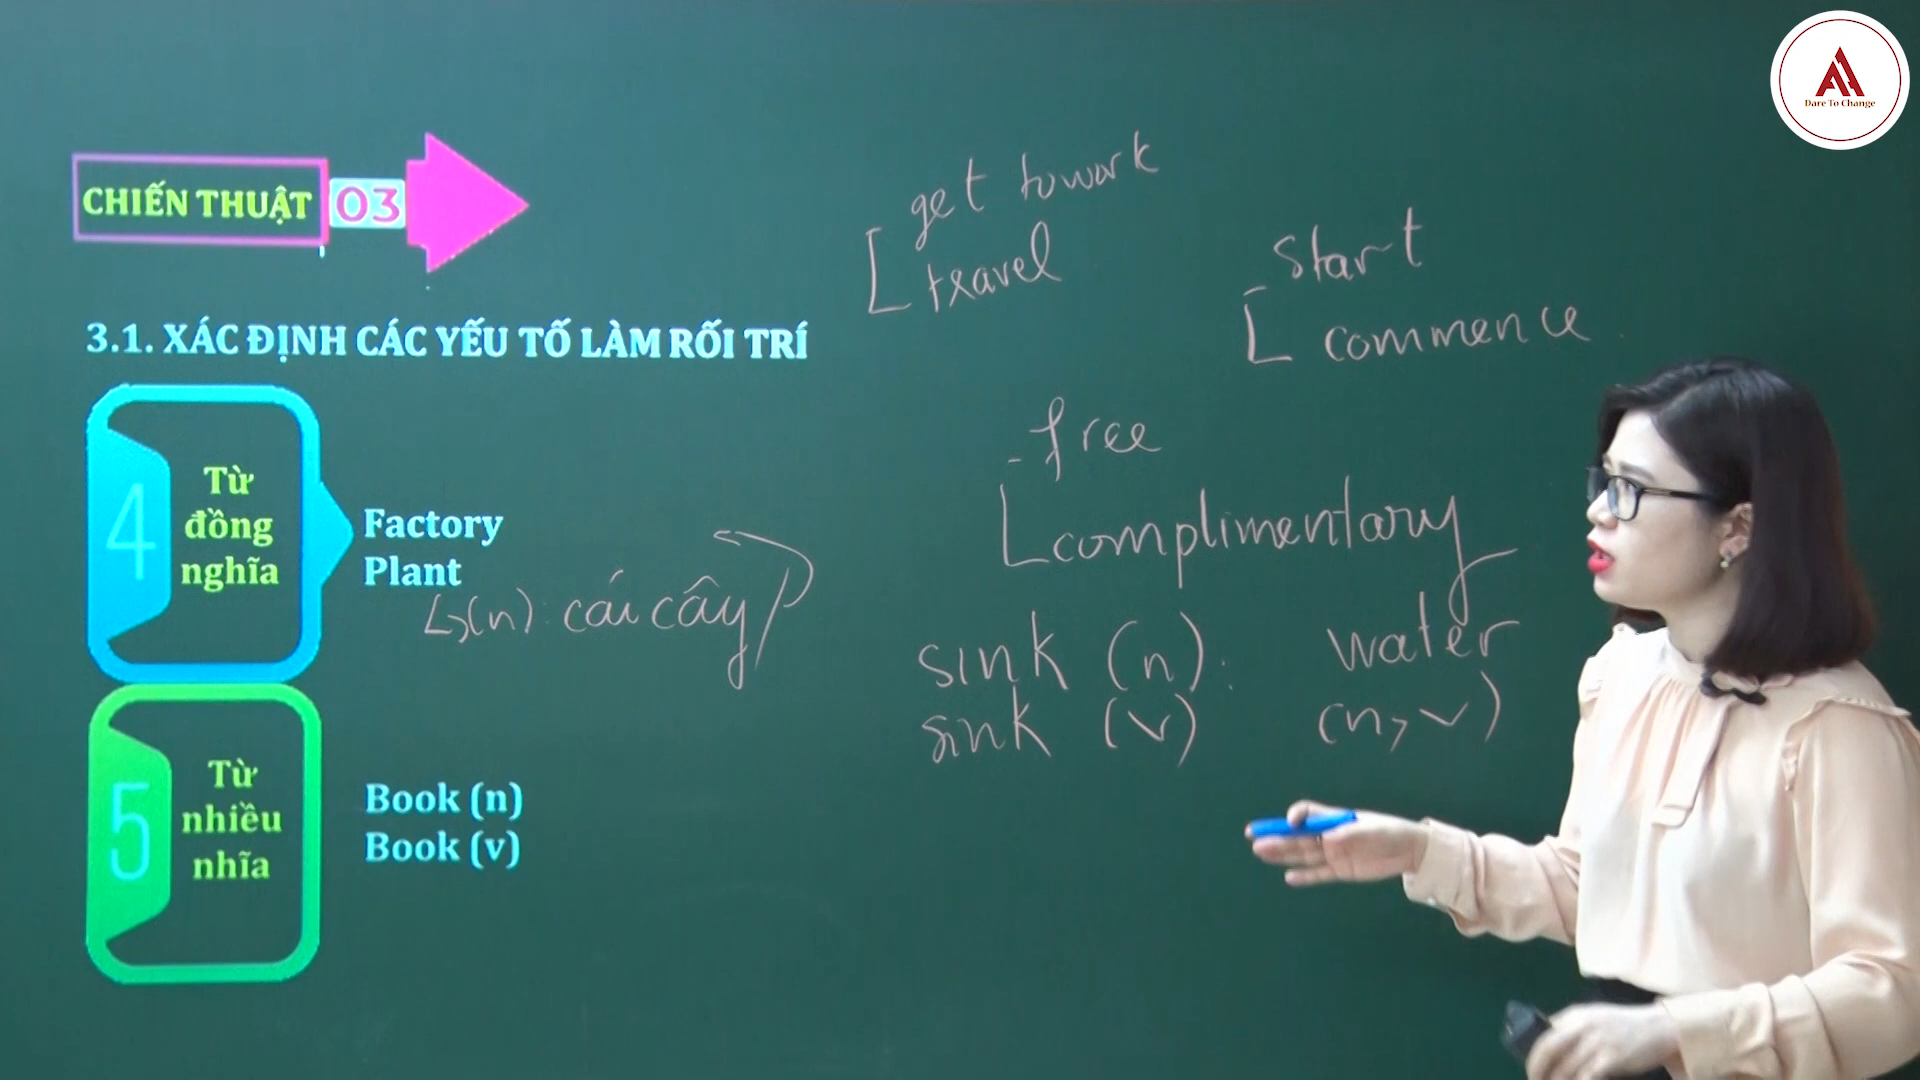 Dare To Change
CHIẾN THUẬT 03
3.1. XÁC ĐỊNH CÁC YẾU TỐ LÀM RỐI TRÍ
4
Từ
đồng
nghĩa
Factory
Plant
↳(n): cái cây
5
Từ
nhiều
nhĩa
Book (n)
Book (v)
get to work
travel
start
commence
free
complimentary
sink (n):
sink (v)
water
(n, v)